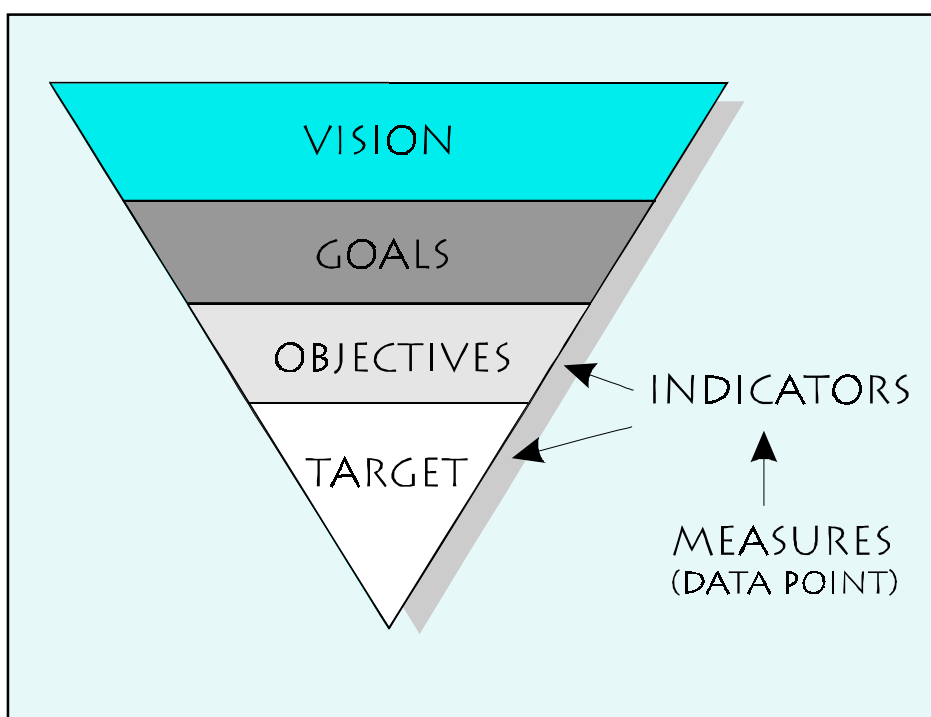 VISION
GOALS
OBJECTIVES
INDICATORS
TARGET
MEASURES
(DATA POINT)